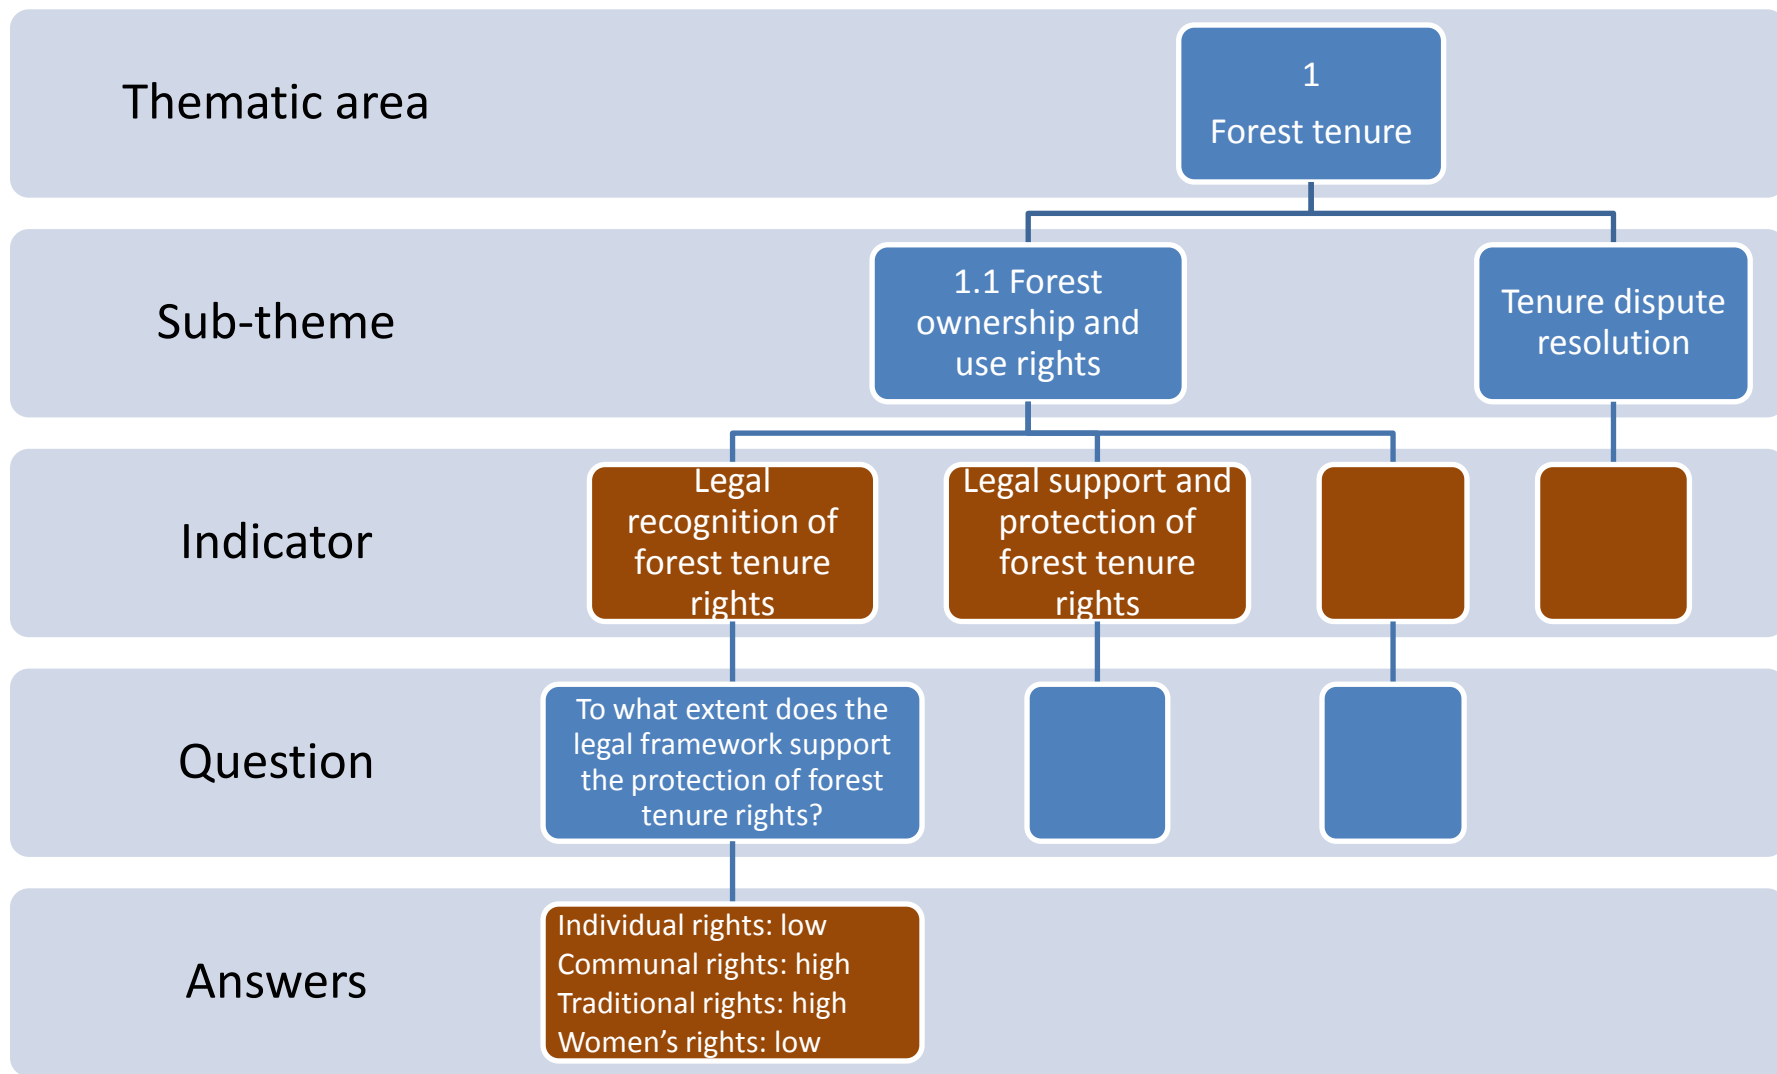 Thematic area
1
Forest tenure
Sub-theme
1.1 Forest
ownership and
use rights
Tenure dispute
resolution
Indicator
Legal
recognition of
forest tenure
rights
Legal support and
protection of
forest tenure
rights
Question
To what extent does the
legal framework support
the protection of forest
tenure rights?
Answers
Individual rights: low
Communal rights: high
Traditional rights: high
Women’s rights: low